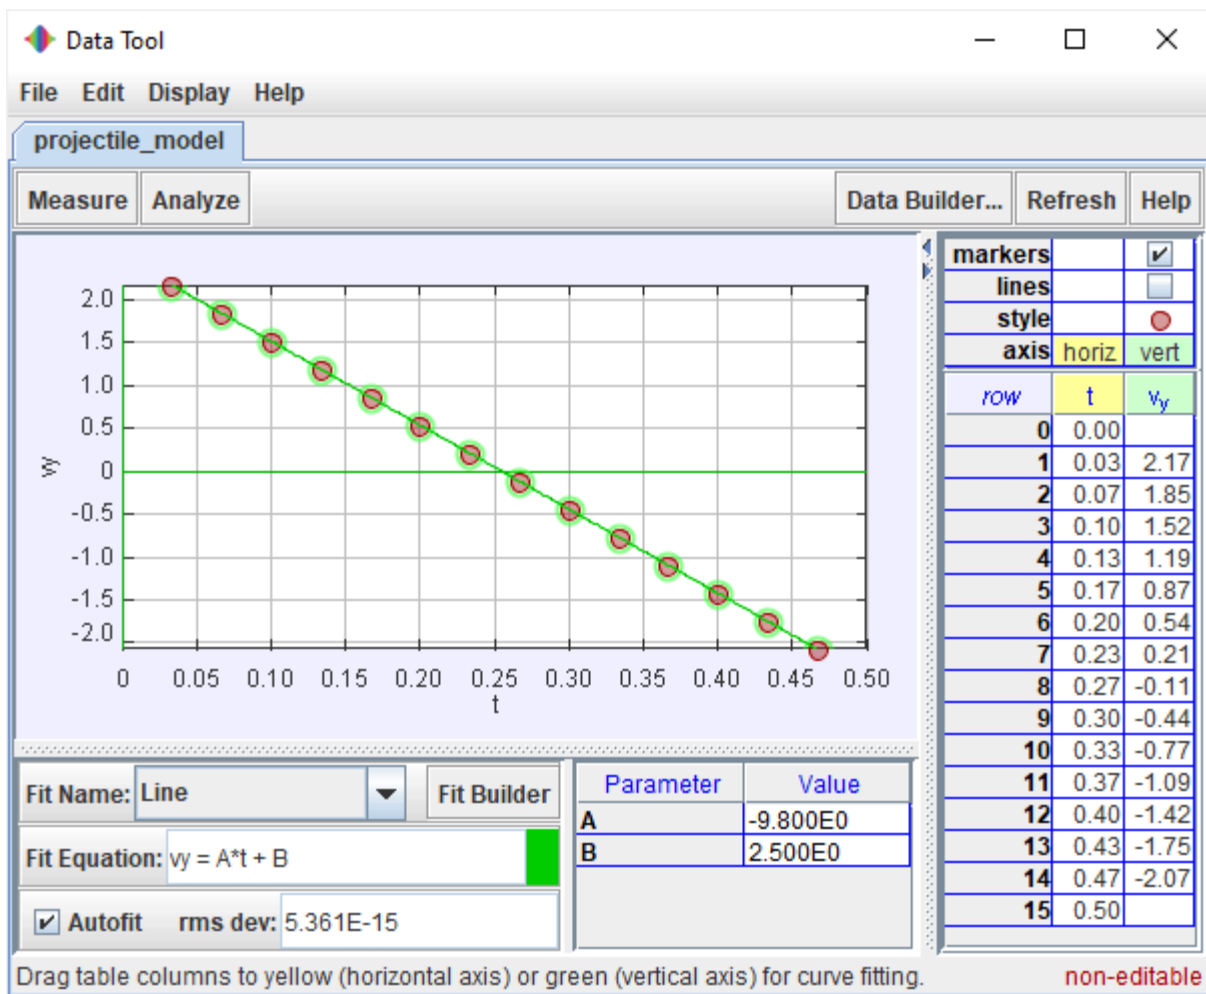 Data Tool
File Edit Display Help
projectile_model
Measure Analyze Data Builder... Refresh Help
2.0
1.5
1.0
0.5
0
-0.5
-1.0
-1.5
-2.0
vy
0 0.05 0.10 0.15 0.20 0.25 0.30 0.35 0.40 0.45 0.50
t
markers
lines
style
axis horiz vert
row t vy
0 0.00
1 0.03 2.17
2 0.07 1.85
3 0.10 1.52
4 0.13 1.19
5 0.17 0.87
6 0.20 0.54
7 0.23 0.21
8 0.27 -0.11
9 0.30 -0.44
10 0.33 -0.77
11 0.37 -1.09
12 0.40 -1.42
13 0.43 -1.75
14 0.47 -2.07
15 0.50
Fit Name: Line Fit Builder
Fit Equation: vy = A*t + B
Autofit rms dev: 5.361E-15
Parameter Value
A -9.800E0
B 2.500E0
Drag table columns to yellow (horizontal axis) or green (vertical axis) for curve fitting. non-editable